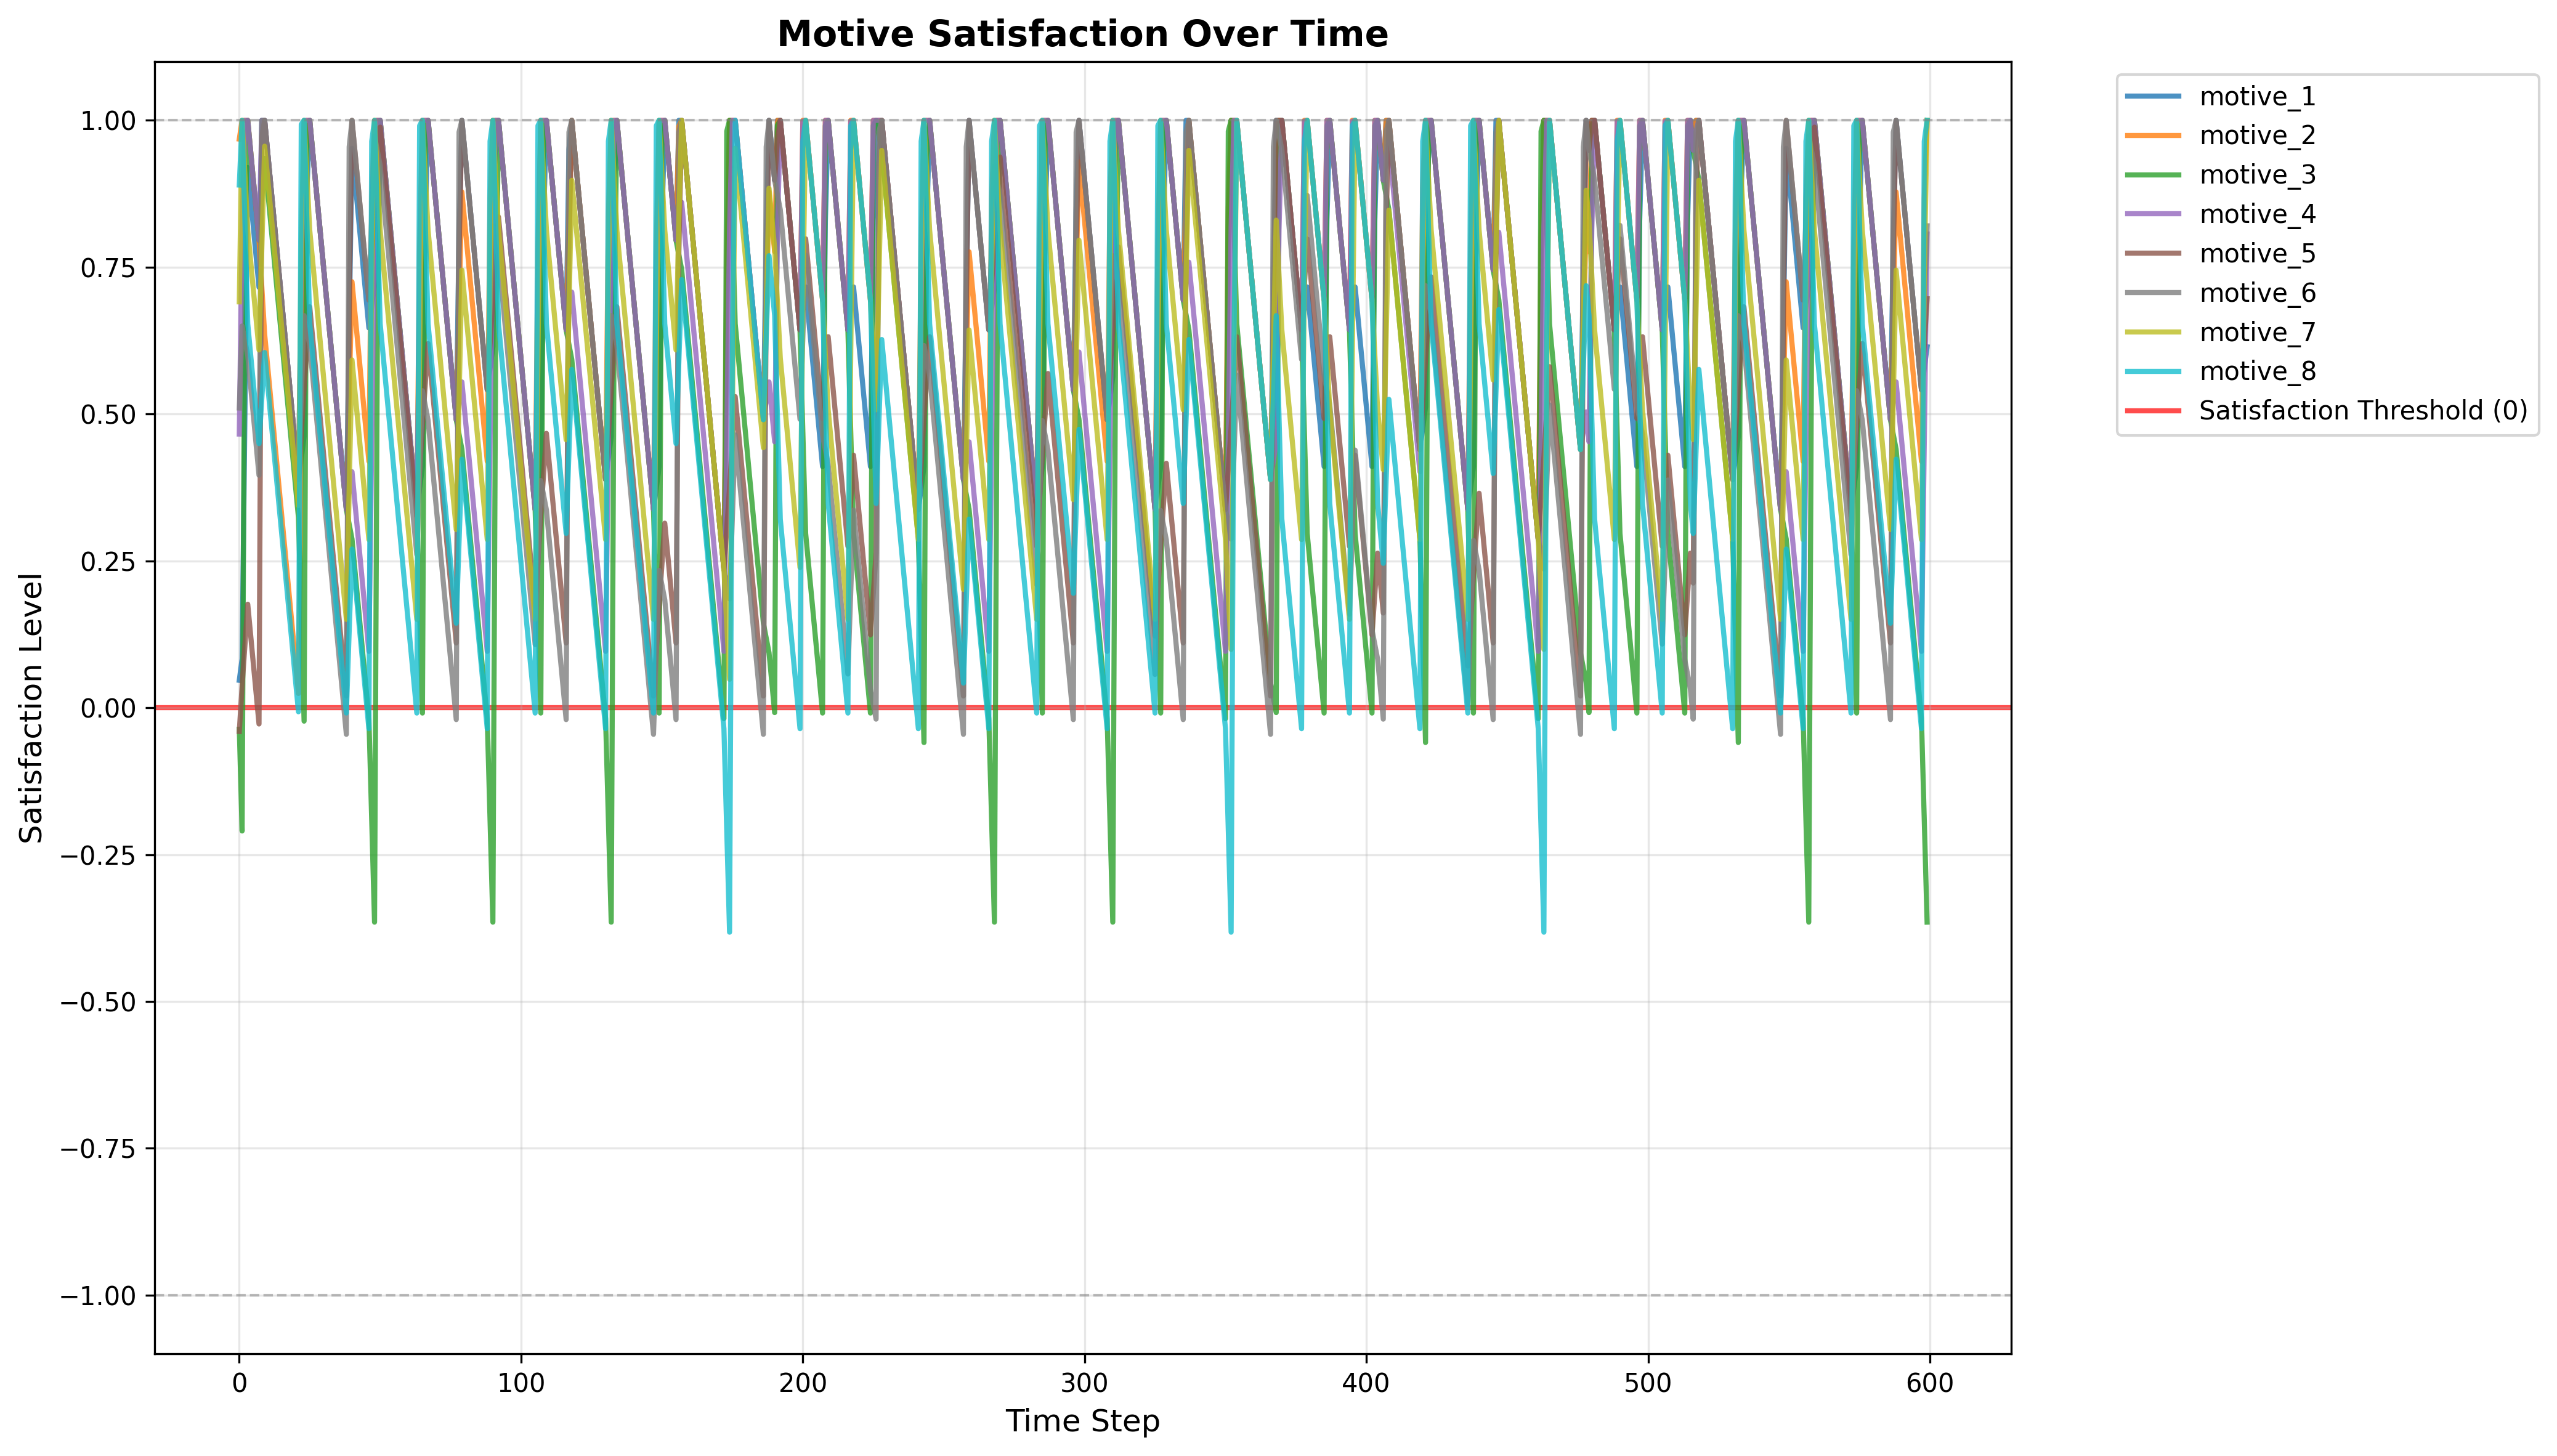 Motive Satisfaction Over Time
1.00
0.75
0.50
0.25
0.00
−0.25
−0.50
−0.75
−1.00
Satisfaction Level
0 100 200 300 400 500 600
Time Step
motive_1
motive_2
motive_3
motive_4
motive_5
motive_6
motive_7
motive_8
Satisfaction Threshold (0)